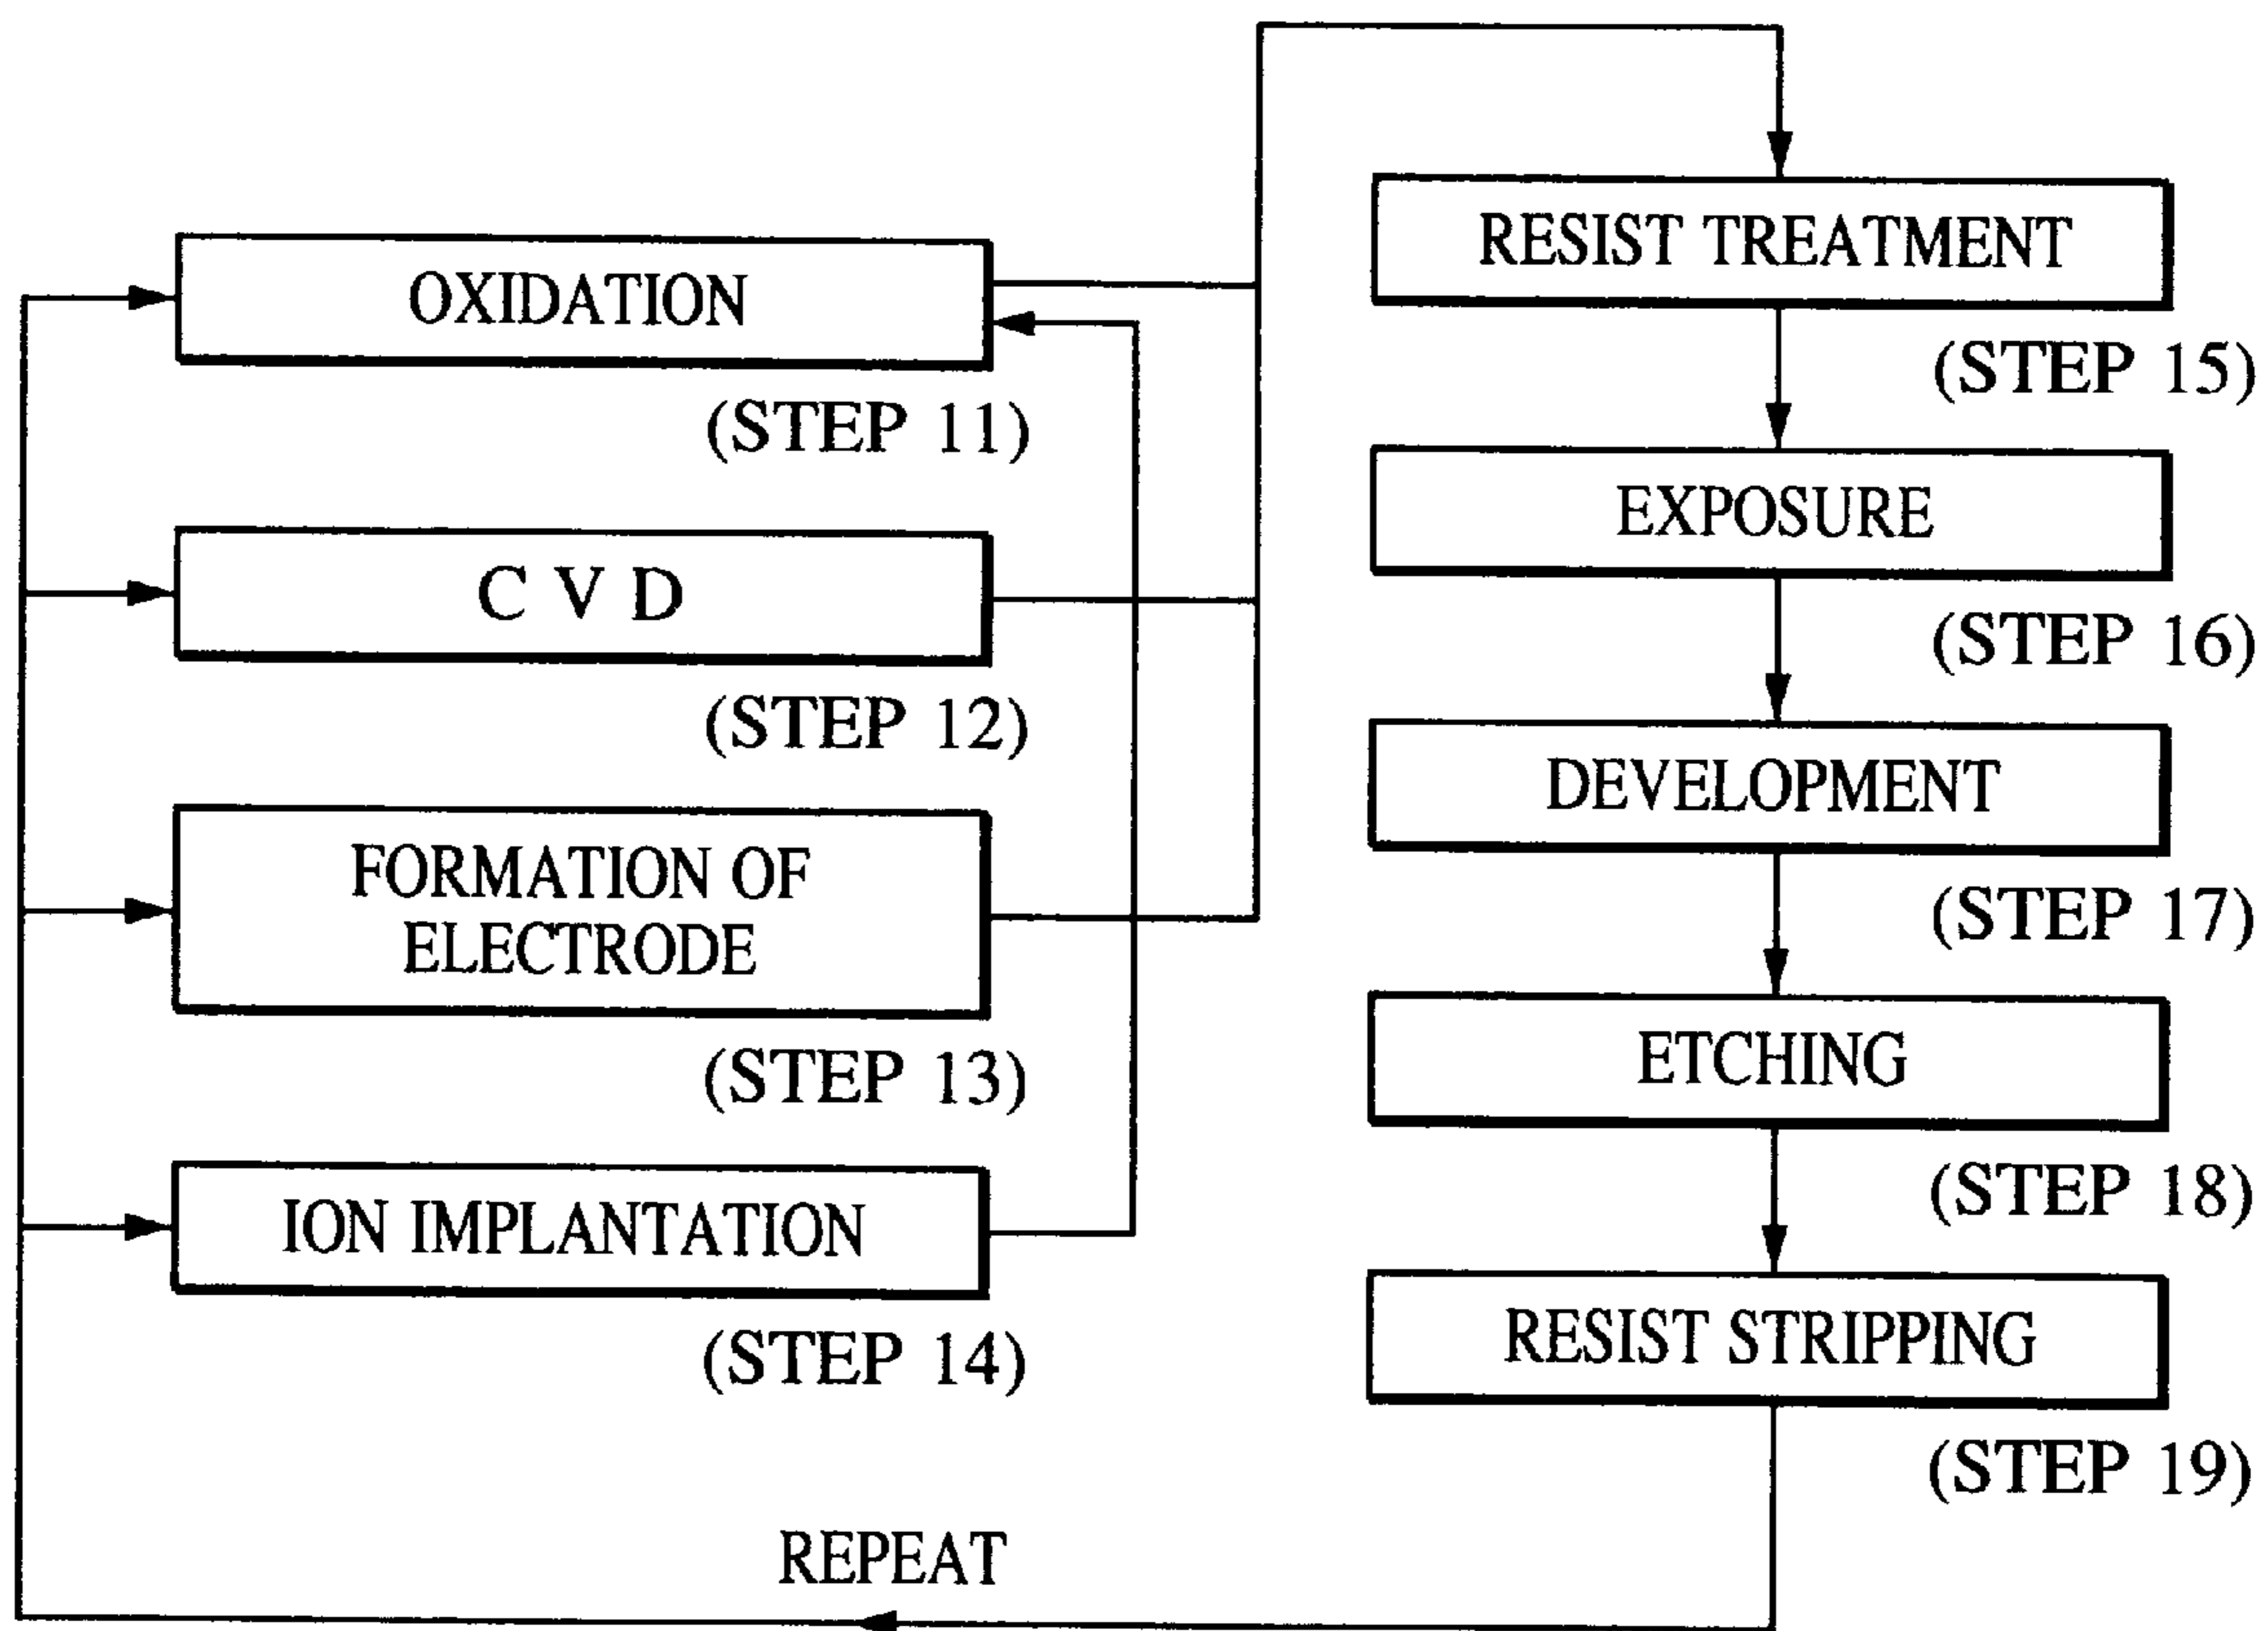 OXIDATION
(STEP 11)
C V D
(STEP 12)
FORMATION OF
ELECTRODE
(STEP 13)
ION IMPLANTATION
(STEP 14)
RESIST TREATMENT
(STEP 15)
EXPOSURE
(STEP 16)
DEVELOPMENT
(STEP 17)
ETCHING
(STEP 18)
RESIST STRIPPING
(STEP 19)
REPEAT